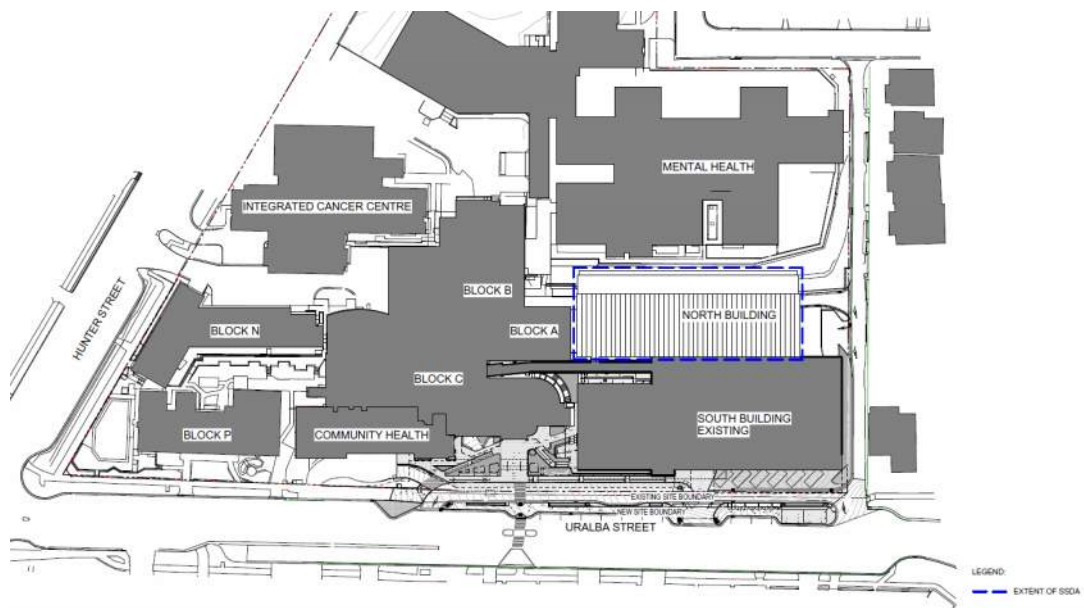 MENTAL HEALTH
INTEGRATED CANCER CENTRE
HUNTER STREET
BLOCK B
NORTH BUILDING
BLOCK N
BLOCK A
BLOCK C
SOUTH BUILDING
EXISTING
BLOCK P
COMMUNITY HEALTH
EXISTING SITE BOUNDARY
NEW SITE BOUNDARY
URALBA STREET
LEGEND:
EXTENT OF SSDA